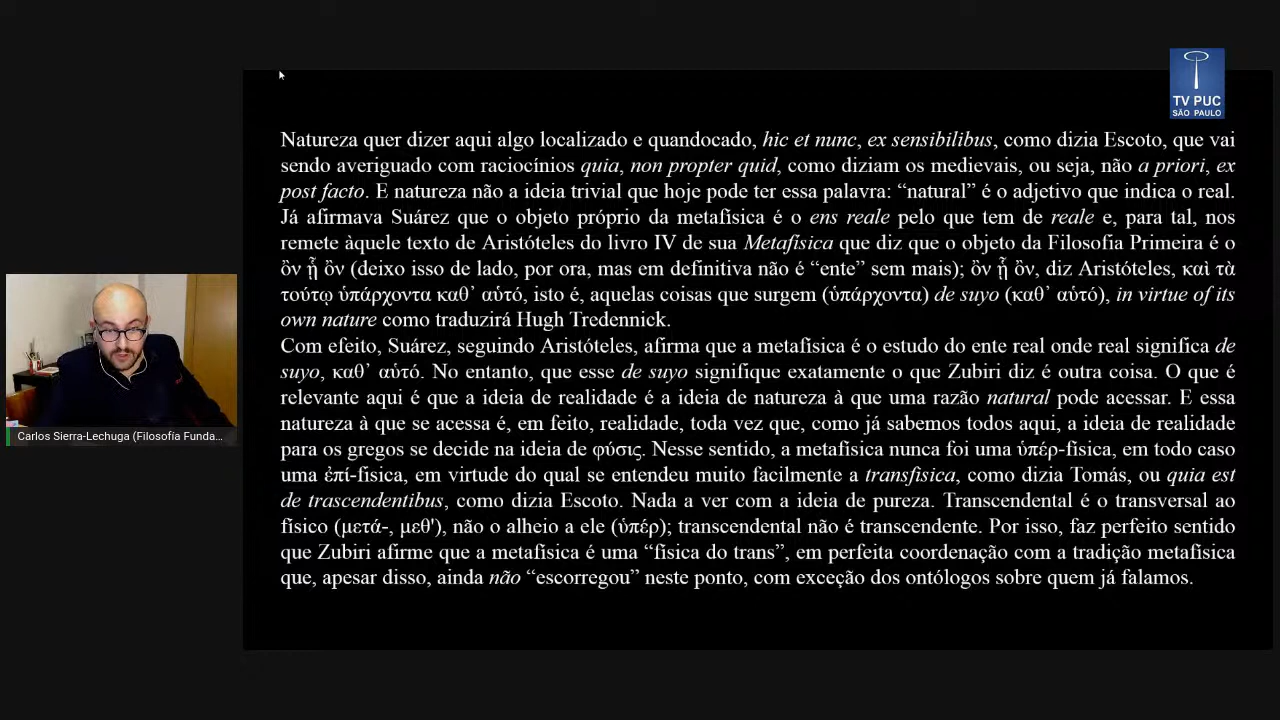 TV PUC
SÃO PAULO
Natureza quer dizer aqui algo localizado e quandocado, hic et nunc, ex sensibilibus, como dizia Escoto, que vai
sendo averiguado com raciocínios quia, non propter quid, como diziam os medievais, ou seja, não a priori, ex
post facto. E natureza não a ideia trivial que hoje pode ter essa palavra: “natural” é o adjetivo que indica o real.
Já afirmava Suárez que o objeto próprio da metafísica é o ens reale pelo que tem de reale e, para tal, nos
remete àquele texto de Aristóteles do livro IV de sua Metafísica que diz que o objeto da Filosofia Primeira é o
ὂν ᾗ ὂν (deixo isso de lado, por ora, mas em definitiva não é “ente” sem mais); ὂν ᾗ ὂν, diz Aristóteles, καὶ τὰ
τούτῳ ὑπάρχοντα καθ᾽ αὑτό, isto é, aquelas coisas que surgem (ὑπάρχοντα) de suyo (καθ᾽ αὑτό), in virtue of its
own nature como traduzirá Hugh Tredennick.
Com efeito, Suárez, seguindo Aristóteles, afirma que a metafísica é o estudo do ente real onde real significa de
suyo, καθ᾽ αὑτό. No entanto, que esse de suyo signifique exatamente o que Zubiri diz é outra coisa. O que é
relevante aqui é que a ideia de realidade é a ideia de natureza à que uma razão natural pode acessar. E essa
natureza à que se acessa é, em feito, realidade, toda vez que, como já sabemos todos aqui, a ideia de realidade
para os gregos se decide na ideia de φύσις. Nesse sentido, a metafísica nunca foi uma ὑπέρ-física, em todo caso
uma ἐπί-física, em virtude do qual se entendeu muito facilmente a transfísica, como dizia Tomás, ou quia est
de trascendentibus, como dizia Escoto. Nada a ver com a ideia de pureza. Transcendental é o transversal ao
físico (μετά-, μεθ'), não o alheio a ele (ὑπέρ); transcendental não é transcendente. Por isso, faz perfeito sentido
que Zubiri afirme que a metafísica é uma “física do trans”, em perfeita coordenação com a tradição metafísica
que, apesar disso, ainda não “escorregou” neste ponto, com exceção dos ontólogos sobre quem já falamos.
Carlos Sierra-Lechuga (Filosofía Funda...